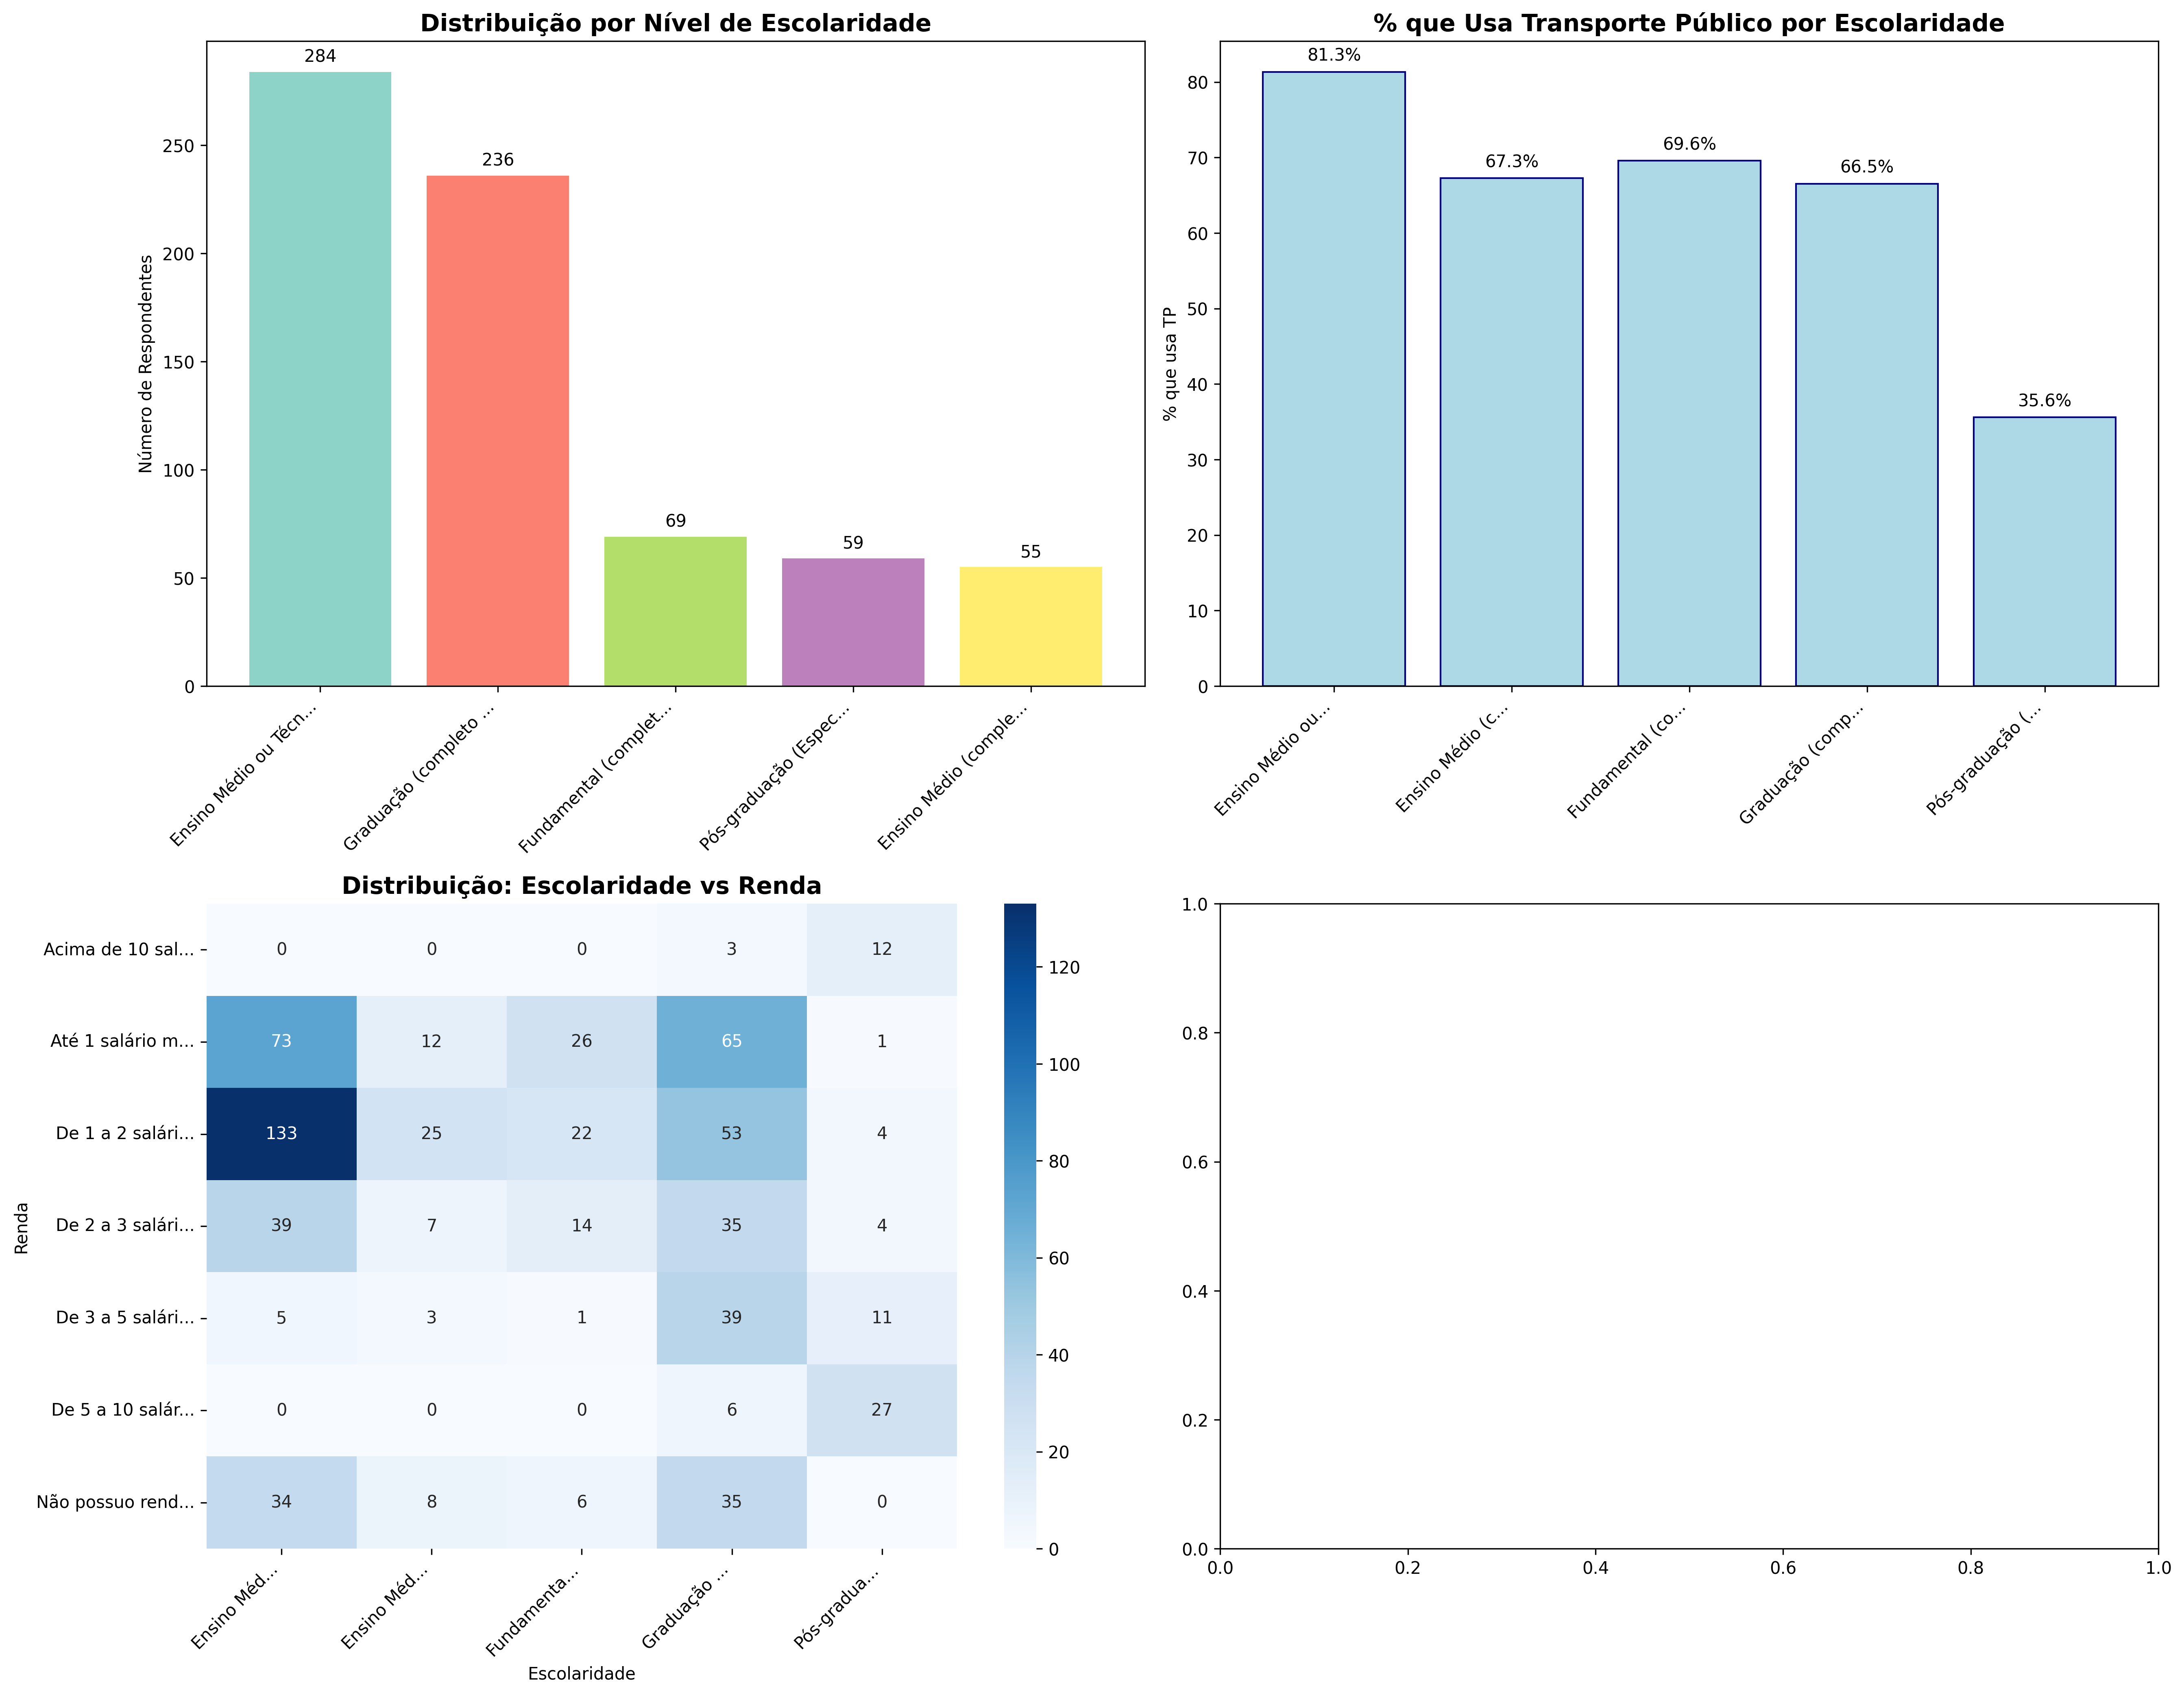 Distribuição por Nível de Escolaridade
Número de Respondentes
250
200
150
100
50
0
284
236
69
59
55
Ensino Médio ou Técn...
Graduação (completo ...
Fundamental (complet...
Pós-graduação (Espec...
Ensino Médio (comple...
% que Usa Transporte Público por Escolaridade
% que usa TP
80
70
60
50
40
30
20
10
0
81.3%
67.3%
69.6%
66.5%
35.6%
Ensino Médio ou...
Ensino Médio (c...
Fundamental (co...
Graduação (comp...
Pós-graduação (...
Distribuição: Escolaridade vs Renda
Renda
Acima de 10 sal... 0 0 0 3 12
Até 1 salário m... 73 12 26 65 1
De 1 a 2 salári... 133 25 22 53 4
De 2 a 3 salári... 39 7 14 35 4
De 3 a 5 salári... 5 3 1 39 11
De 5 a 10 salár... 0 0 0 6 27
Não possuo rend... 34 8 6 35 0
Ensino Méd...
Ensino Méd...
Fundamenta...
Graduação ...
Pós-gradua...
Escolaridade
120
100
80
60
40
20
0
1.0
0.8
0.6
0.4
0.2
0.0
0.0 0.2 0.4 0.6 0.8 1.0